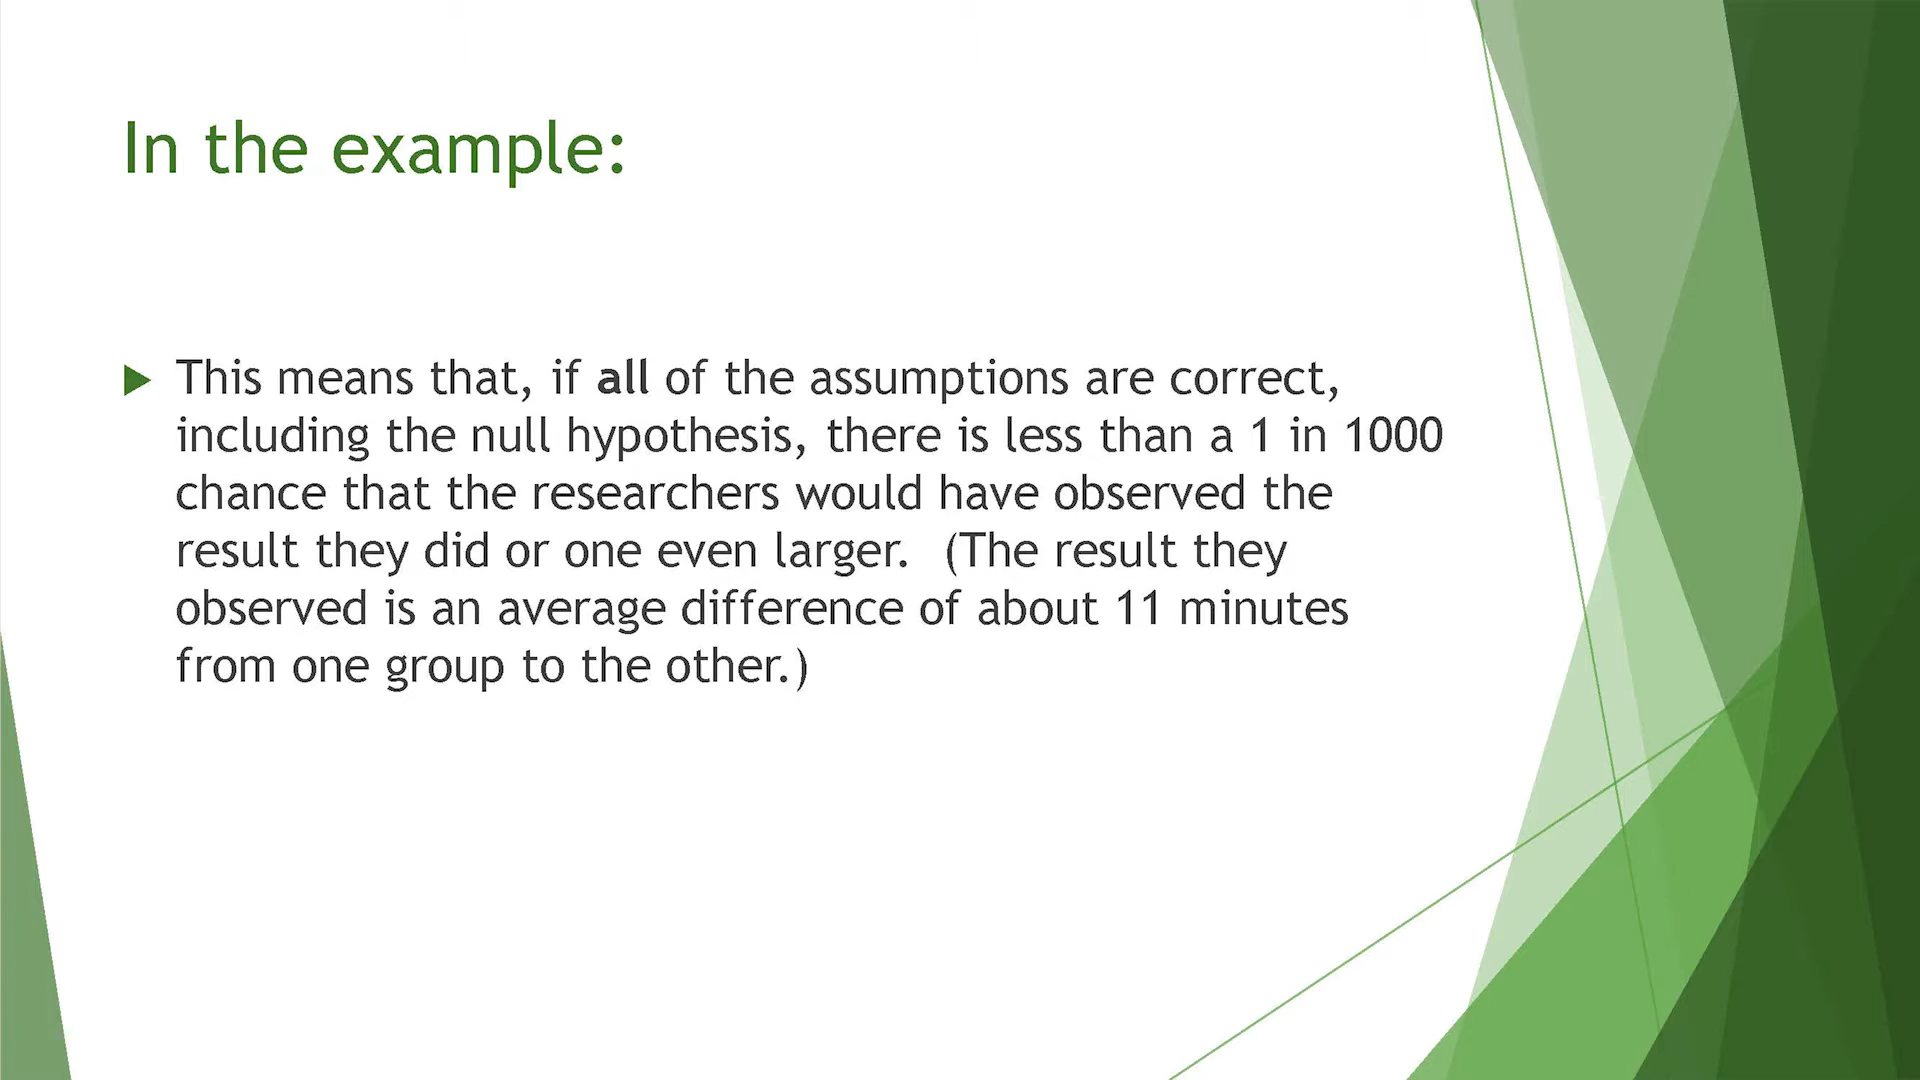 In the example:
This means that, if all of the assumptions are correct,
including the null hypothesis, there is less than a 1 in 1000
chance that the researchers would have observed the
result they did or one even larger.  (The result they
observed is an average difference of about 11 minutes
from one group to the other.)